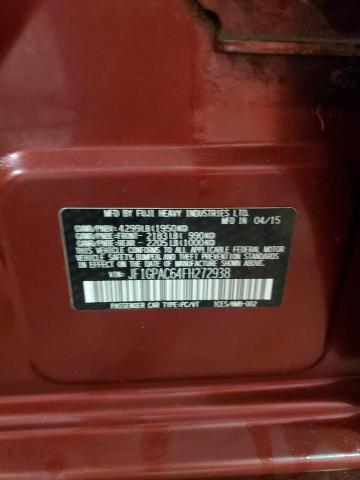 MFD BY FUJI HEAVY INDUSTRIES LTD. 04/15
GVWR/PNBV= 4299LB(1950KG)
GAWR/PNBE=FRONT- 2183LB( 990KG)
GAWR/PNBE=REAR - 2205LB(1000KG)
THIS VEHICLE CONFORMS TO ALL APPLICABLE
FEDERAL MOTOR VEHICLE
SAFETY, BUMPER, AND THEFT PREVENTION STANDARDS
IN EFFECT ON THE DATE OF MANUFACTURE SHOWN ABOVE.
VIN= JF1GPAC64FH272938
PASSENGER CAR TYPE=PC/VT ICES/NMB-002